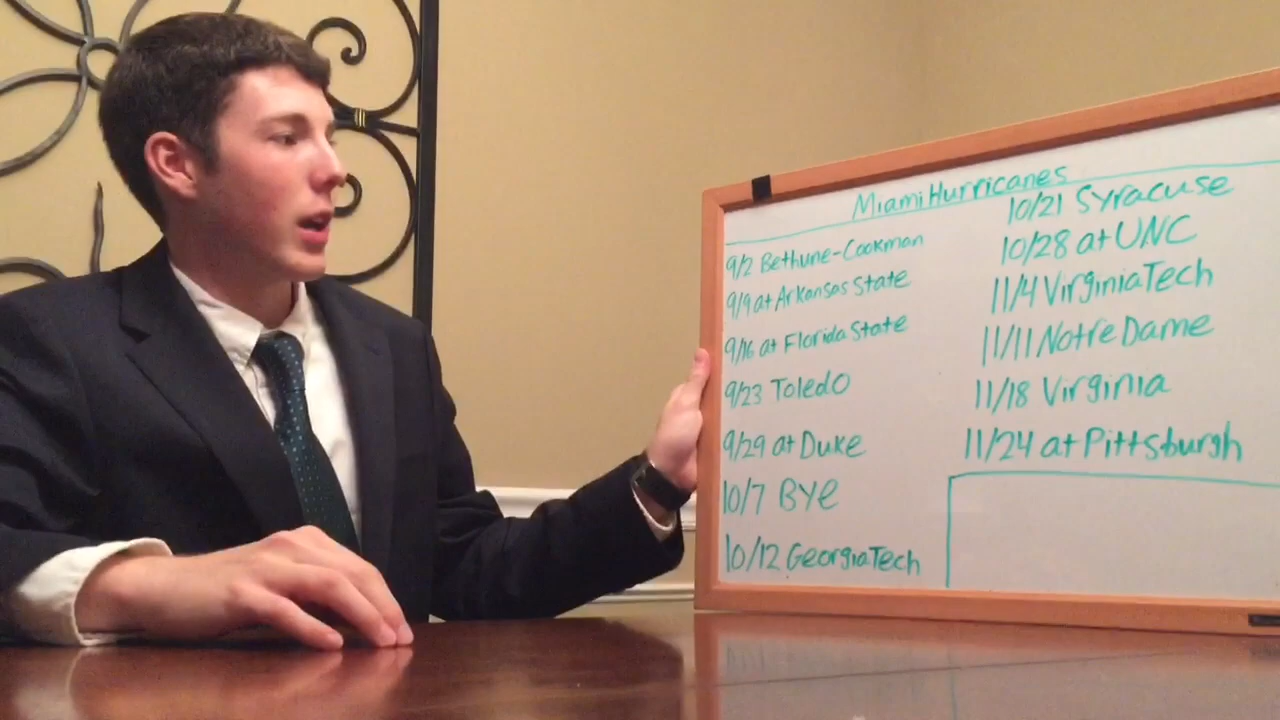 Miami Hurricanes
9/2 Bethune-Cookman
9/9 at Arkansas State
9/16 at Florida State
9/23 Toledo
9/29 at Duke
10/7 BYE
10/12 Georgia Tech
10/21 Syracuse
10/28 at UNC
11/4 Virginia Tech
11/11 Notre Dame
11/18 Virginia
11/24 at Pittsburgh